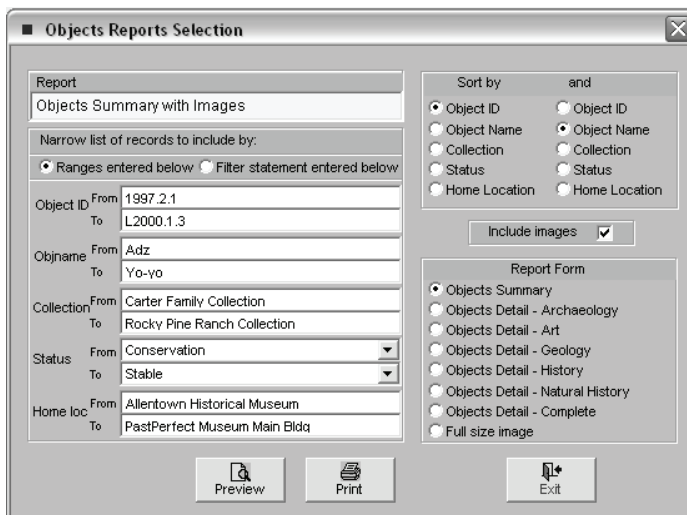 Objects Reports Selection
Report
Objects Summary with Images
Narrow list of records to include by:
Ranges entered below Filter statement entered below
Object ID From 1997.2.1
To L2000.1.3
Objname From Adz
To Yo-yo
Collection From Carter Family Collection
To Rocky Pine Ranch Collection
Status From Conservation
To Stable
Home loc From Allentown Historical Museum
To PastPerfect Museum Main Bldg
Preview
Print
Sort by and
Object ID Object ID
Object Name Object Name
Collection Collection
Status Status
Home Location Home Location
Include images
Report Form
Objects Summary
Objects Detail - Archaeology
Objects Detail - Art
Objects Detail - Geology
Objects Detail - History
Objects Detail - Natural History
Objects Detail - Complete
Full size image
Exit